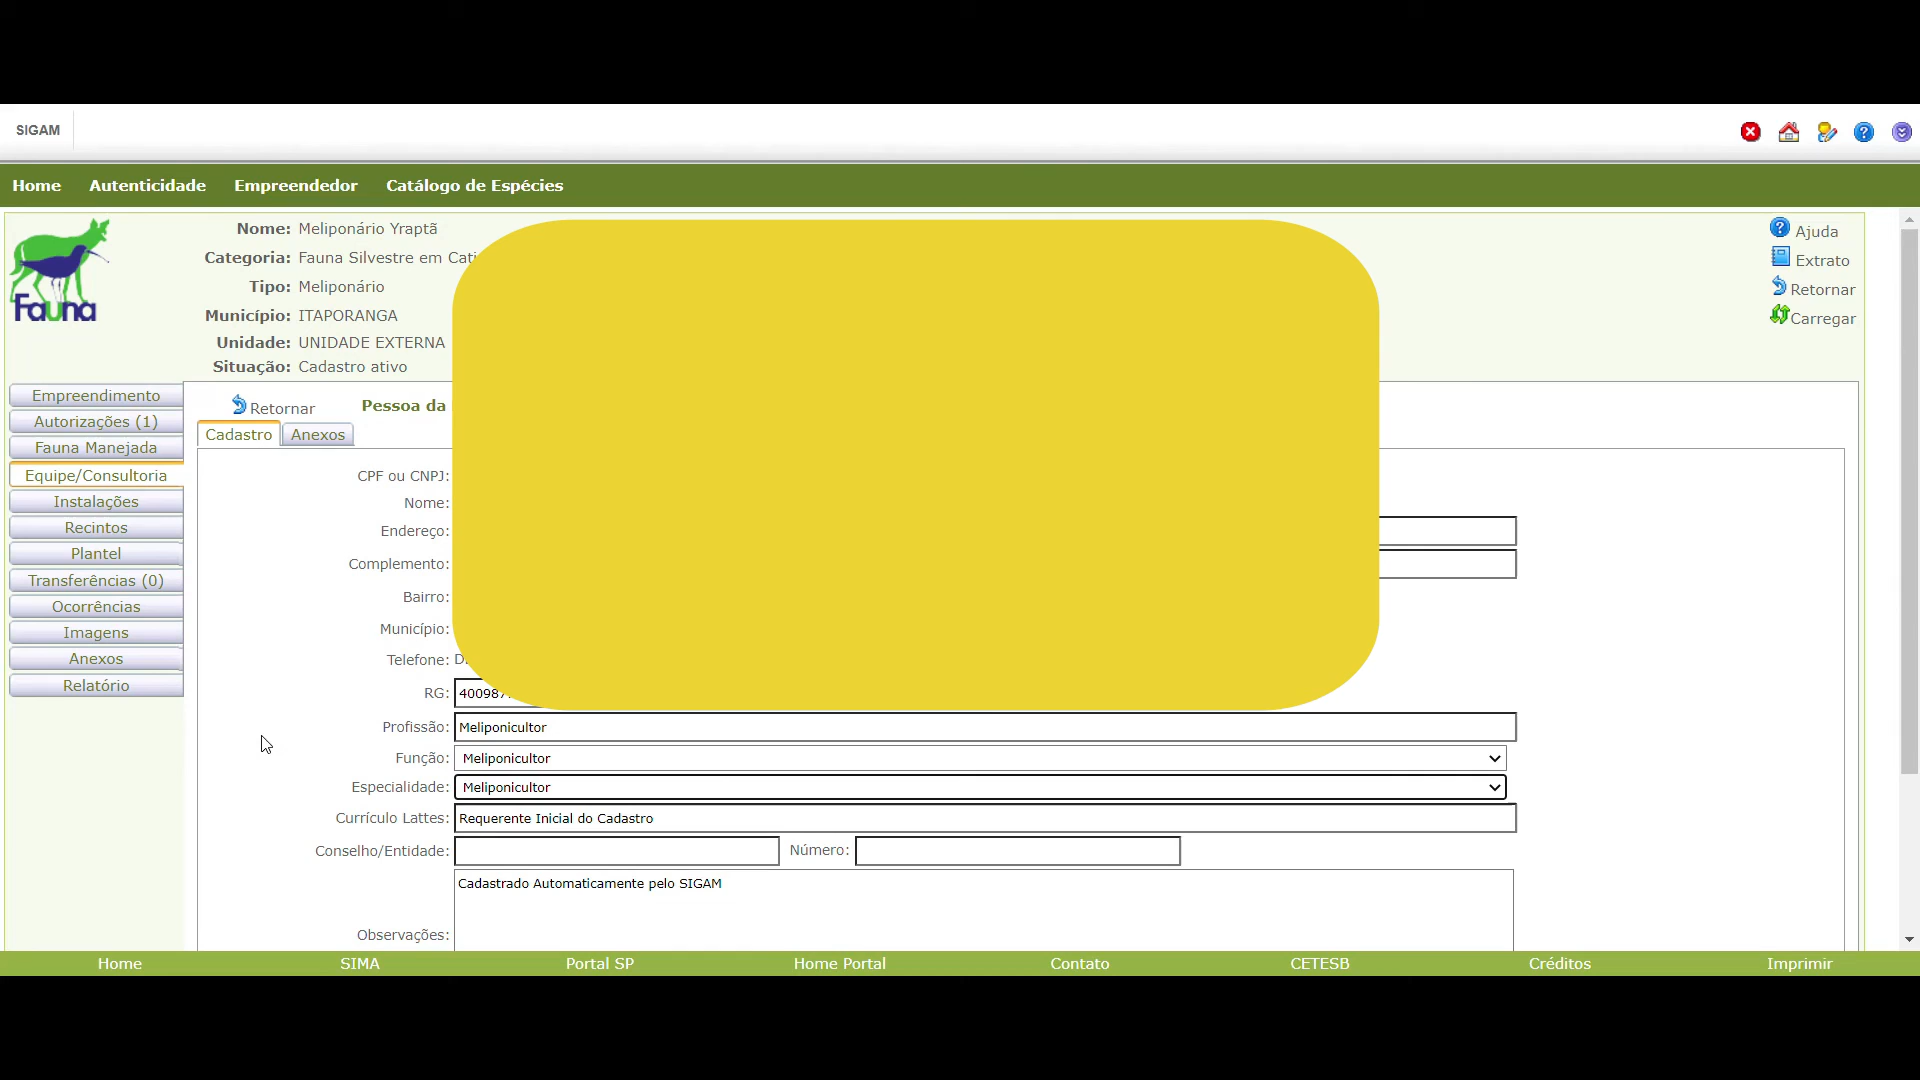 SIGAM
Home Autenticidade Empreendedor Catálogo de Espécies
Fauna
Nome: Meliponário Yraptã
Categoria: Fauna Silvestre em
Tipo: Meliponário
Município: ITAPORANGA
Unidade: UNIDADE EXTERNA
Situação: Cadastro ativo
Ajuda
Extrato
Retornar
Carregar
Empreendimento
Autorizações (1)
Fauna Manejada
Equipe/Consultoria
Instalações
Recintos
Plantel
Transferências (0)
Ocorrências
Imagens
Anexos
Relatório
Retornar Pessoa da
Cadastro Anexos
CPF ou CNPJ:
Nome:
Endereço:
Complemento:
Bairro:
Município:
Telefone:
RG:
Profissão: Meliponicultor
Função: Meliponicultor
Especialidade: Meliponicultor
Currículo Lattes: Requerente Inicial do Cadastro
Conselho/Entidade: Número:
Cadastrado Automaticamente pelo SIGAM
Observações:
Home SIMA Portal SP Home Portal Contato CETESB Créditos Imprimir